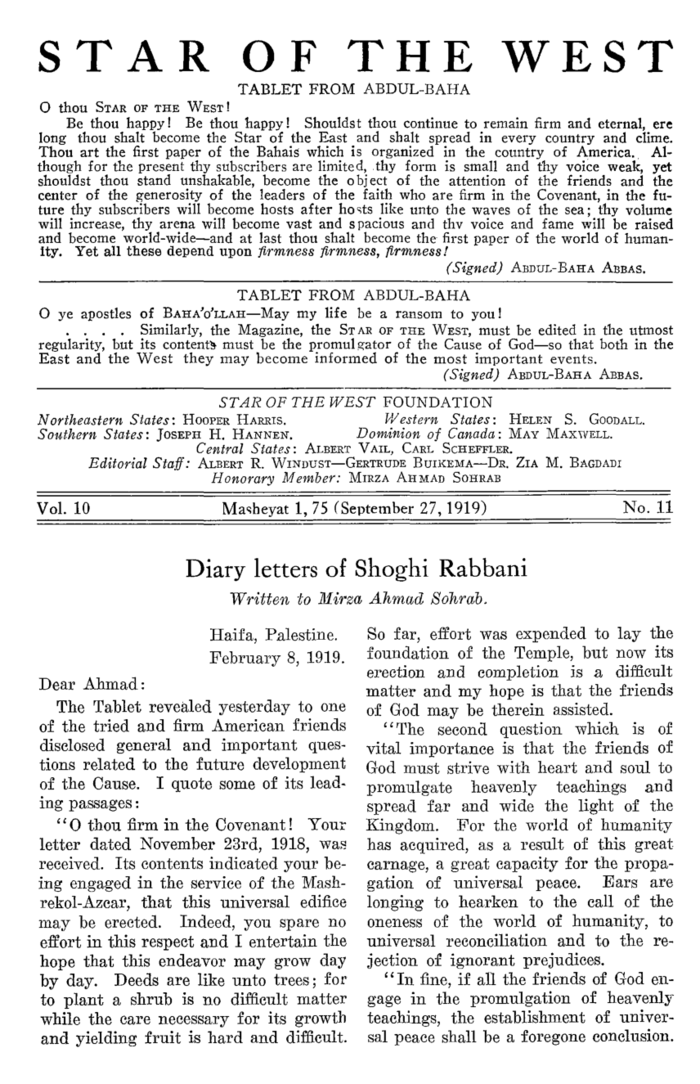 STAR OF THE WEST
TABLET FROM ABDUL-BAHA
O thou STAR OF THE WEST!
Be thou happy! Be thou happy! Shouldst thou continue to remain firm and eternal, ere
long thou shalt become the Star of the East and shalt spread in every country and clime.
Thou art the first paper of the Bahais which is organized in the country of America. Al-
though for the present thy subscribers are limited, thy form is small and thy voice weak, yet
shouldst thou stand unshakable, become the object of the attention of the friends and the
center of the generosity of the leaders of the faith who are firm in the Covenant, in the fu-
ture thy subscribers will become hosts after hosts like unto the waves of the sea; thy volume
will increase, thy arena will become vast and spacious and thy voice and fame will be raised
and become world-wide—and at last thou shalt become the first paper of the world of human-
ity. Yet all these depend upon firmness firmness, firmness!
(Signed) ABDUL-BAHA ABBAS.
TABLET FROM ABDUL-BAHA
O ye apostles of BAHA'O'LLAH—May my life be a ransom to you!
. . . . Similarly, the Magazine, the STAR OF THE WEST, must be edited in the utmost
regularity, but its contents must be the promulgator of the Cause of God—so that both in the
East and the West they may become informed of the most important events.
(Signed) ABDUL-BAHA ABBAS.
STAR OF THE WEST FOUNDATION
Northeastern States: HOOPER HARRIS. Western States: HELEN S. GOODALL.
Southern States: JOSEPH H. HANNEN. Dominion of Canada: MAY MAXWELL.
Central States: ALBERT VAIL, CARL SCHEFFLER.
Editorial Staff: ALBERT R. WINDUST—GERTRUDE BUIKEMA—DR. ZIA M. BAGDADI
Honorary Member: MIRZA AHMAD SOHRAB
Vol. 10 Masheyat 1, 75 (September 27, 1919) No. 11
Diary letters of Shoghi Rabbani
Written to Mirza Ahmad Sohrab.
Haifa, Palestine.
February 8, 1919.
Dear Ahmad:
The Tablet revealed yesterday to one
of the tried and firm American friends
disclosed general and important ques-
tions related to the future development
of the Cause. I quote some of its lead-
ing passages:
"O thou firm in the Covenant! Your
letter dated November 23rd, 1918, was
received. Its contents indicated your be-
ing engaged in the service of the Mash-
rekol-Azcar, that this universal edifice
may be erected. Indeed, you spare no
effort in this respect and I entertain the
hope that this endeavor may grow day
by day. Deeds are like unto trees; for
to plant a shrub is no difficult matter
while the care necessary for its growth
and yielding fruit is hard and difficult.
So far, effort was expended to lay the
foundation of the Temple, but now its
erection and completion is a difficult
matter and my hope is that the friends
of God may be therein assisted.
"The second question which is of
vital importance is that the friends of
God must strive with heart and soul to
promulgate heavenly teachings and
spread far and wide the light of the
Kingdom. For the world of humanity
has acquired, as a result of this great
carnage, a great capacity for the propa-
gation of universal peace. Ears are
longing to hearken to the call of the
oneness of the world of humanity, to
universal reconciliation and to the re-
jection of ignorant prejudices.
"In fine, if all the friends of God en-
gage in the promulgation of heavenly
teachings, the establishment of univer-
sal peace shall be a foregone conclusion.